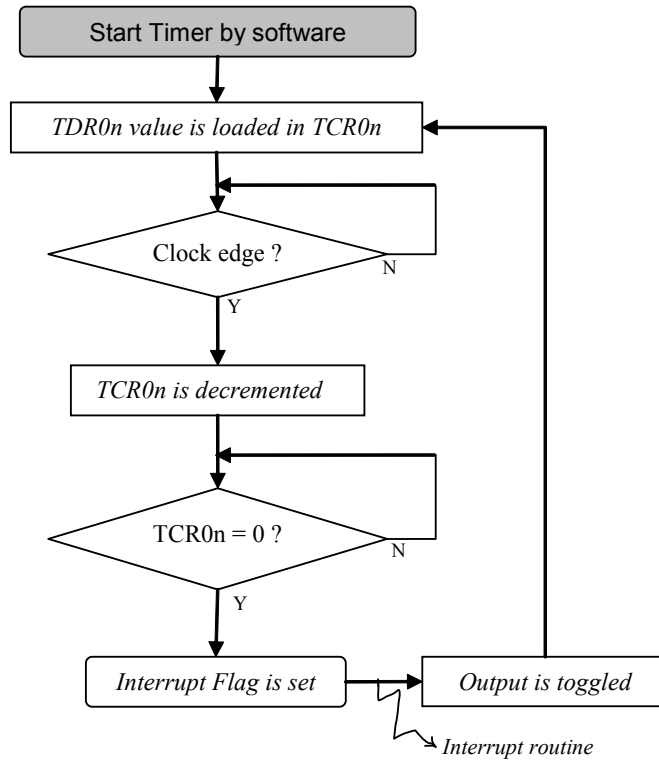 Start Timer by software
TDR0n value is loaded in TCR0n
Clock edge ?
N
Y
TCR0n is decremented
TCR0n = 0 ?
N
Y
Interrupt Flag is set
Output is toggled
Interrupt routine